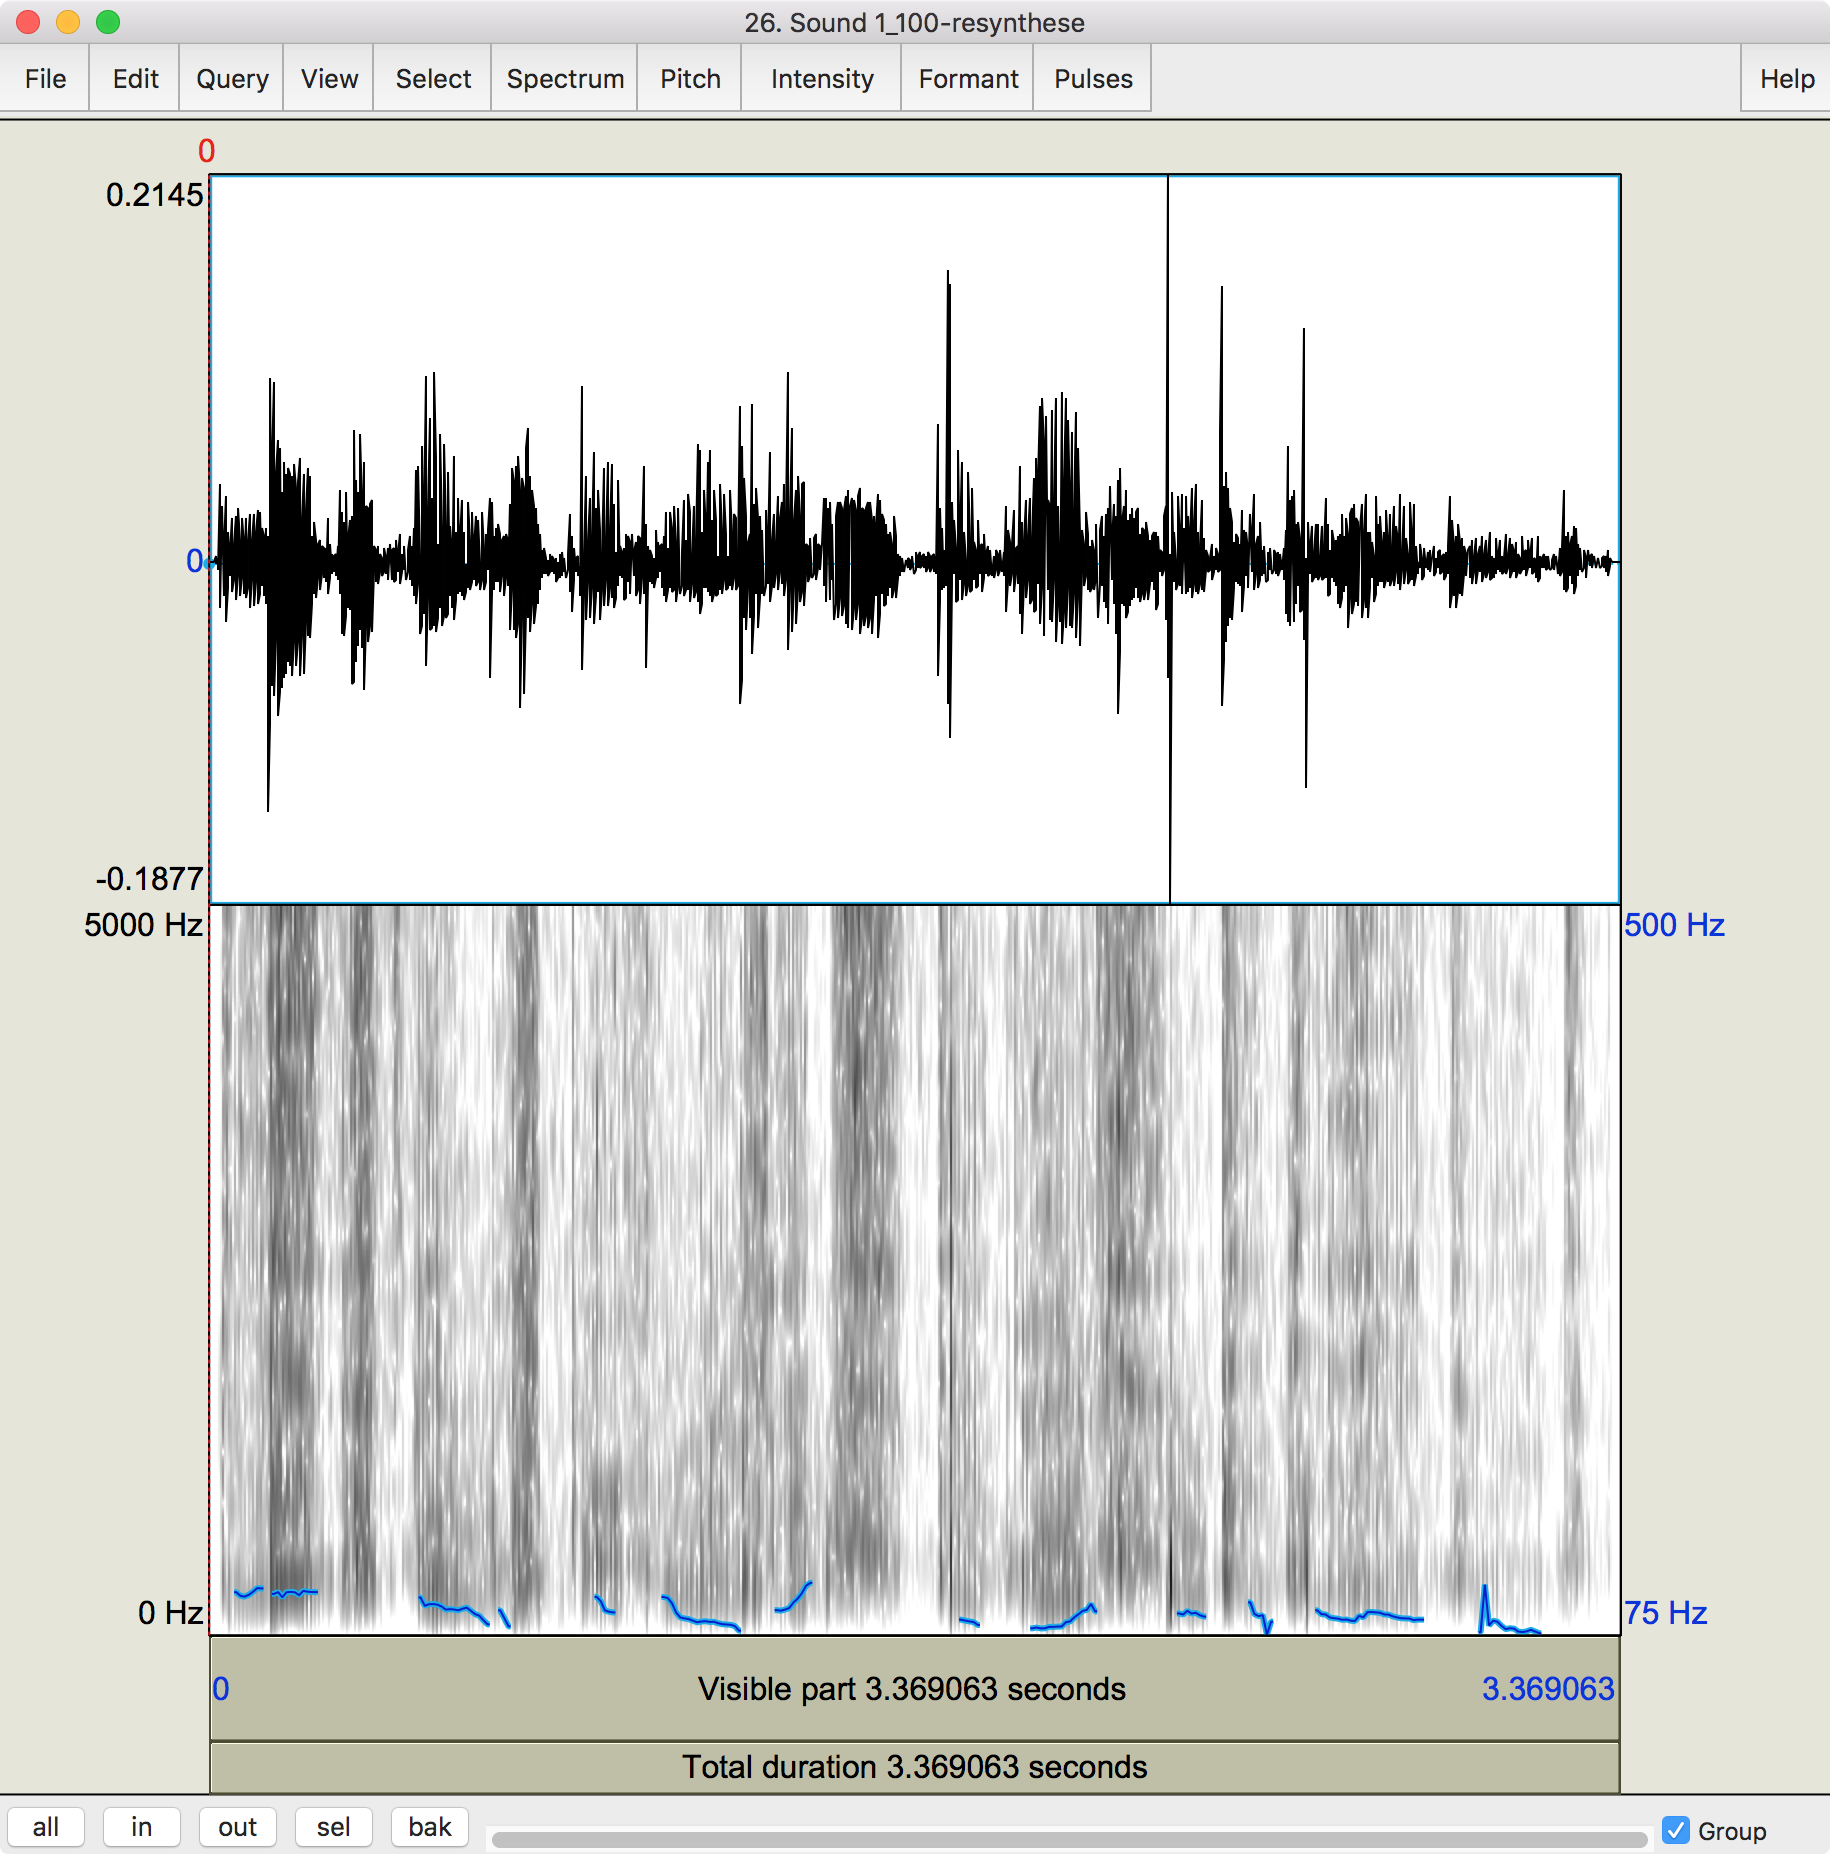 26. Sound 1_100-resynthese
File Edit Query View Select Spectrum Pitch Intensity Formant Pulses Help
0
0.2145
0
-0.1877
5000 Hz 500 Hz
0 Hz 75 Hz
0 Visible part 3.369063 seconds 3.369063
Total duration 3.369063 seconds
all in out sel bak Group